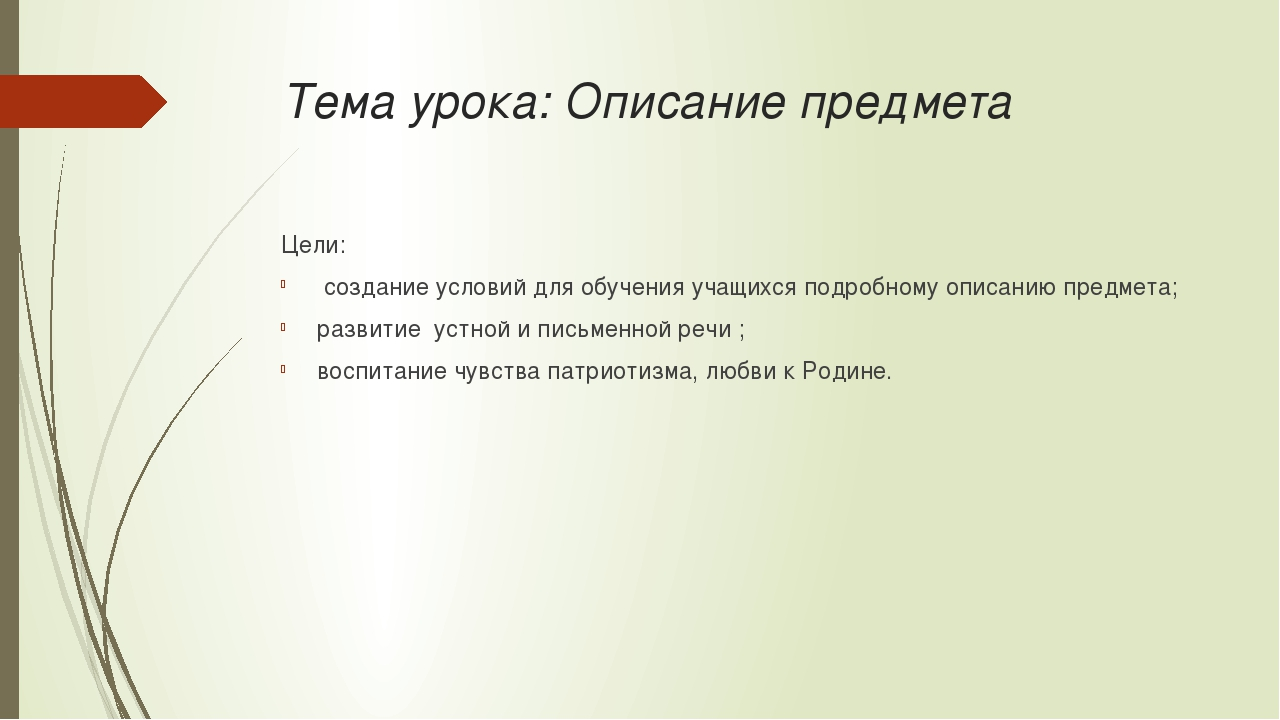 Тема урока: Описание предмета
Цели:
создание условий для обучения учащихся подробному описанию предмета;
развитие  устной и письменной речи ;
воспитание чувства патриотизма, любви к Родине.